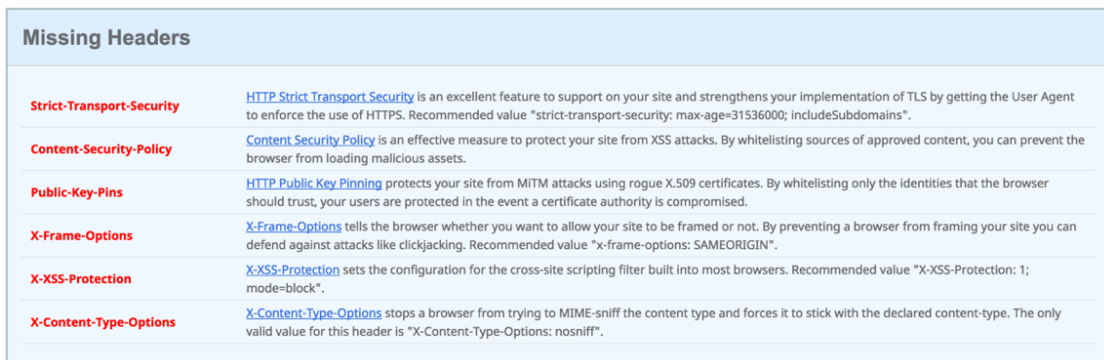 Missing Headers
Strict-Transport-Security
HTTP Strict Transport Security is an excellent feature to support on your site and strengthens your implementation of TLS by getting the User Agent
to enforce the use of HTTPS. Recommended value "strict-transport-security: max-age=31536000; includeSubdomains".
Content-Security-Policy
Content Security Policy is an effective measure to protect your site from XSS attacks. By whitelisting sources of approved content, you can prevent the
browser from loading malicious assets.
Public-Key-Pins
HTTP Public Key Pinning protects your site from MiTM attacks using rogue X.509 certificates. By whitelisting only the identities that the browser
should trust, your users are protected in the event a certificate authority is compromised.
X-Frame-Options
X-Frame-Options tells the browser whether you want to allow your site to be framed or not. By preventing a browser from framing your site you can
defend against attacks like clickjacking. Recommended value "x-frame-options: SAMEORIGIN".
X-XSS-Protection
X-XSS-Protection sets the configuration for the cross-site scripting filter built into most browsers. Recommended value "X-XSS-Protection: 1;
mode=block".
X-Content-Type-Options
X-Content-Type-Options stops a browser from trying to MIME-sniff the content type and forces it to stick with the declared content-type. The only
valid value for this header is "X-Content-Type-Options: nosniff".